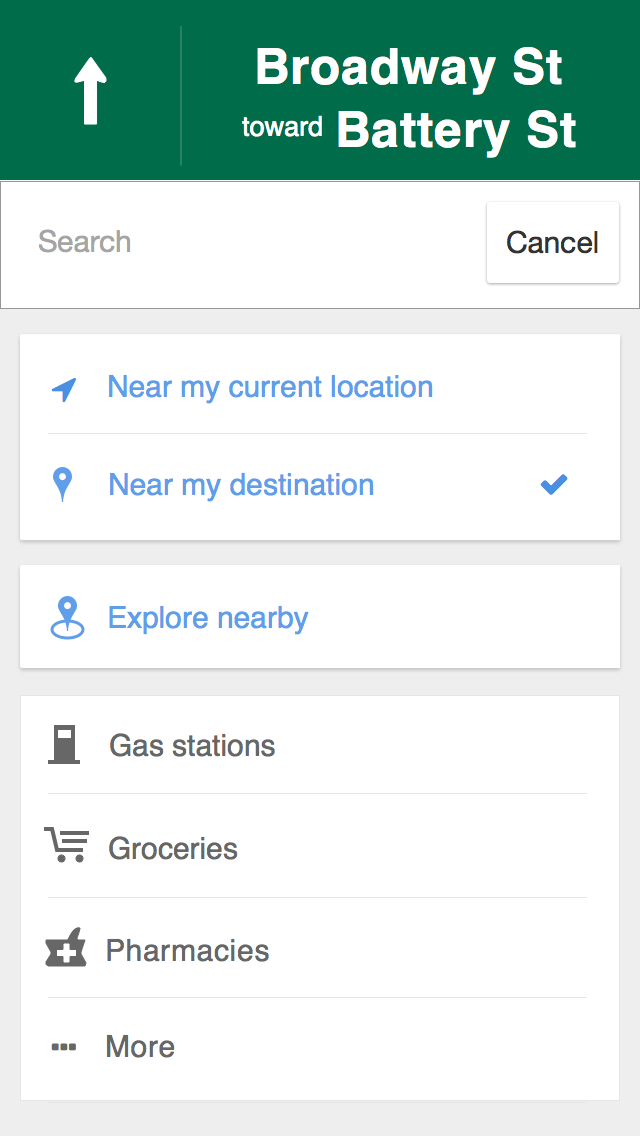 Broadway St
toward Battery St
Search
Cancel
Near my current location
Near my destination
Explore nearby
Gas stations
Groceries
Pharmacies
More